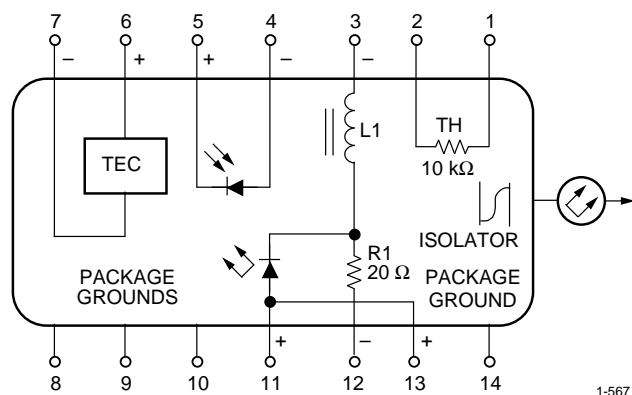 7 6 5 4 3 2 1
– + + – –
TEC
L1
TH
10 kΩ
ISOLATOR
R1
20 Ω
PACKAGE
GROUNDS
PACKAGE
GROUND
+ – +
8 9 10 11 12 13 14
1-567